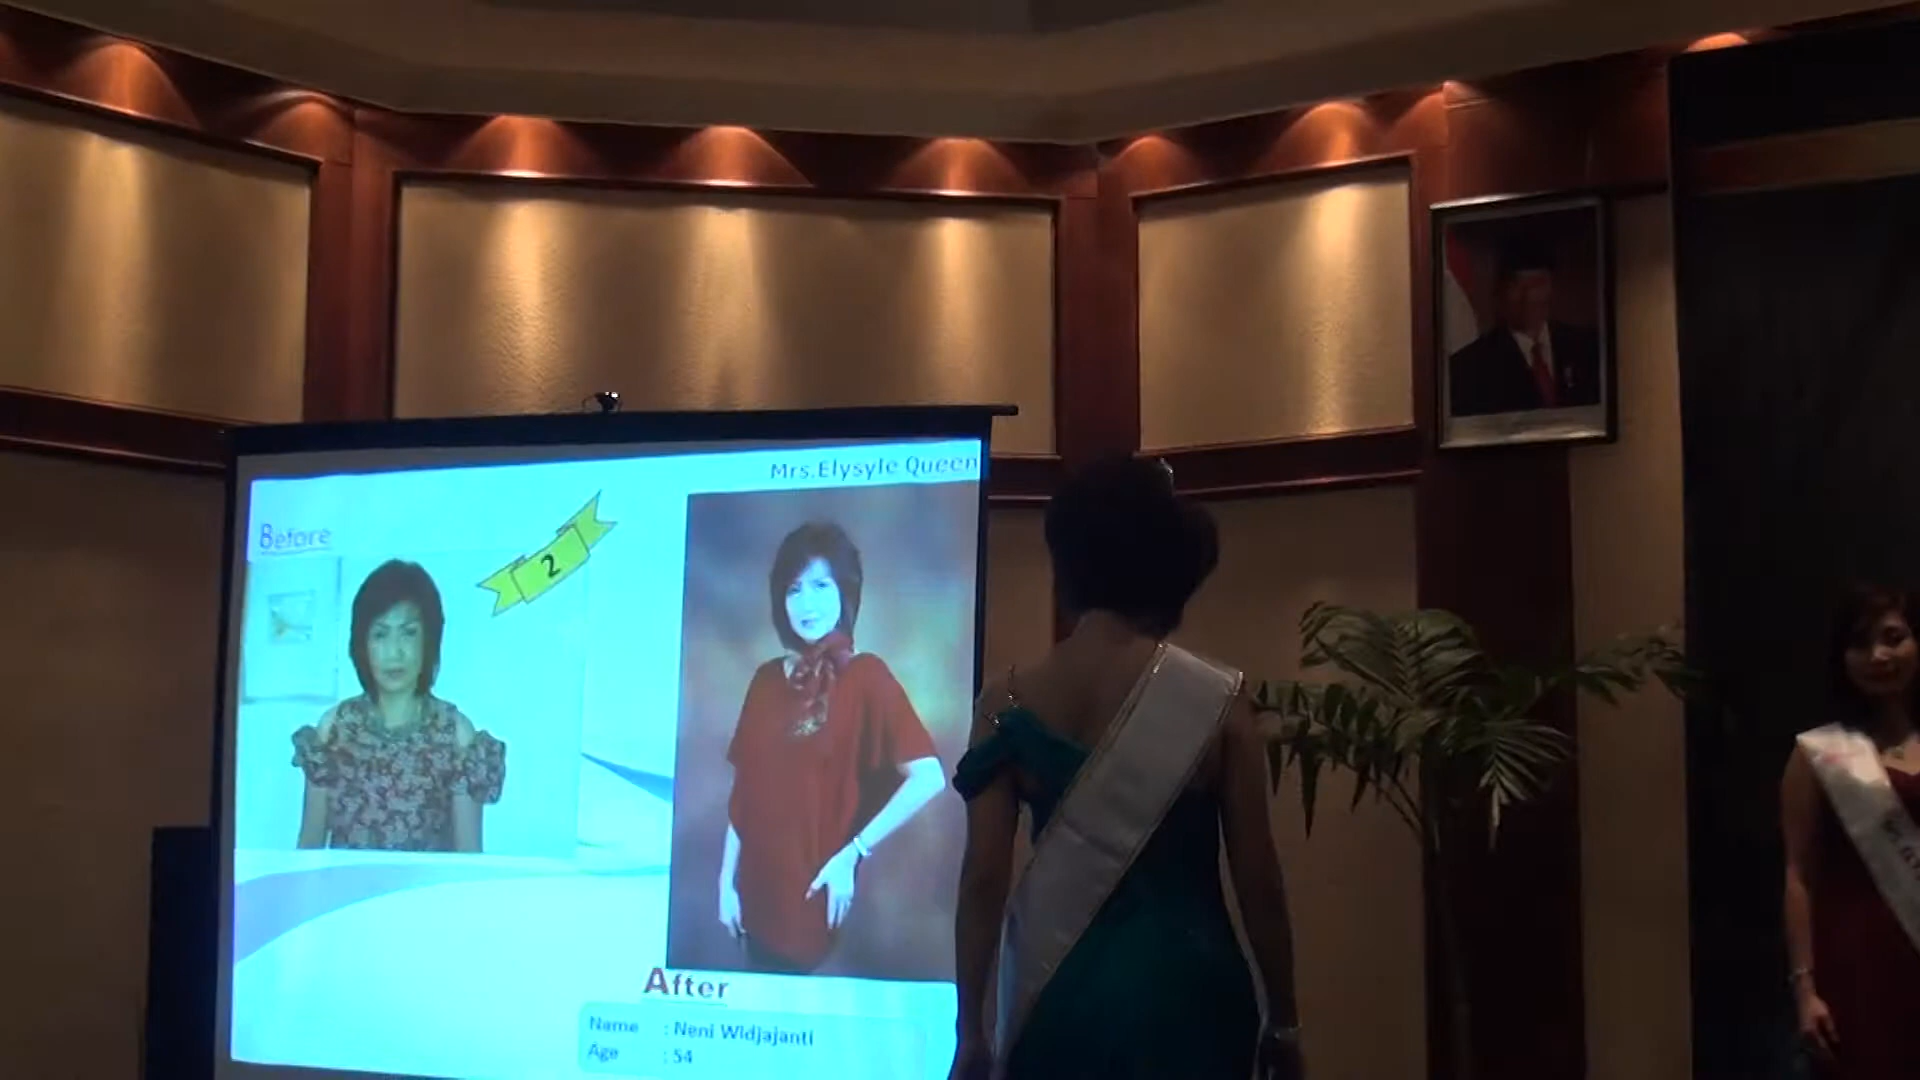 Mrs.Elysyle Queen
Before
2
After
Name : Neni Widjajanti
Age : 54